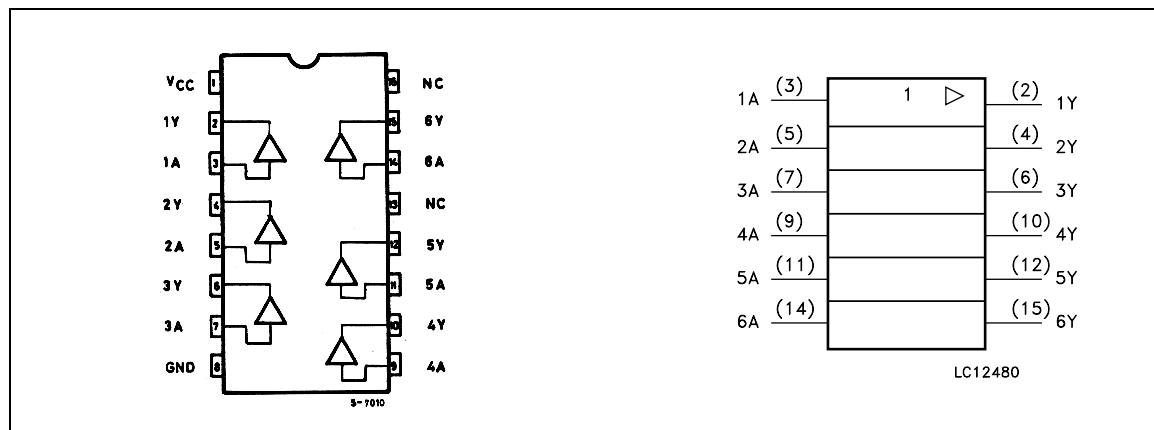 VCC 1 16 NC
1Y 2 15 6Y
1A 3 14 6A
2Y 4 13 NC
2A 5 12 5Y
3Y 6 11 5A
3A 7 10 4Y
GND 8 9 4A
S-7010
1A (3) 1 (2) 1Y
2A (5) (4) 2Y
3A (7) (6) 3Y
4A (9) (10) 4Y
5A (11) (12) 5Y
6A (14) (15) 6Y
LC12480